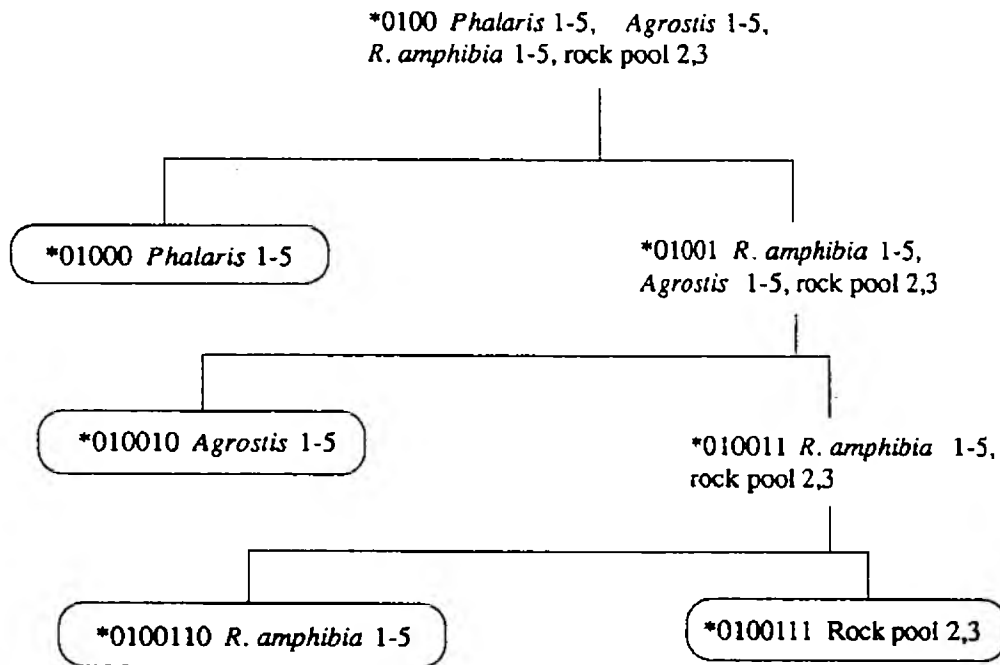 *0100 Phalaris 1-5, Agrostis 1-5,
R. amphibia 1-5, rock pool 2,3
*01000 Phalaris 1-5
*01001 R. amphibia 1-5,
Agrostis 1-5, rock pool 2,3
*010010 Agrostis 1-5
*010011 R. amphibia 1-5,
rock pool 2,3
*0100110 R. amphibia 1-5
*0100111 Rock pool 2,3